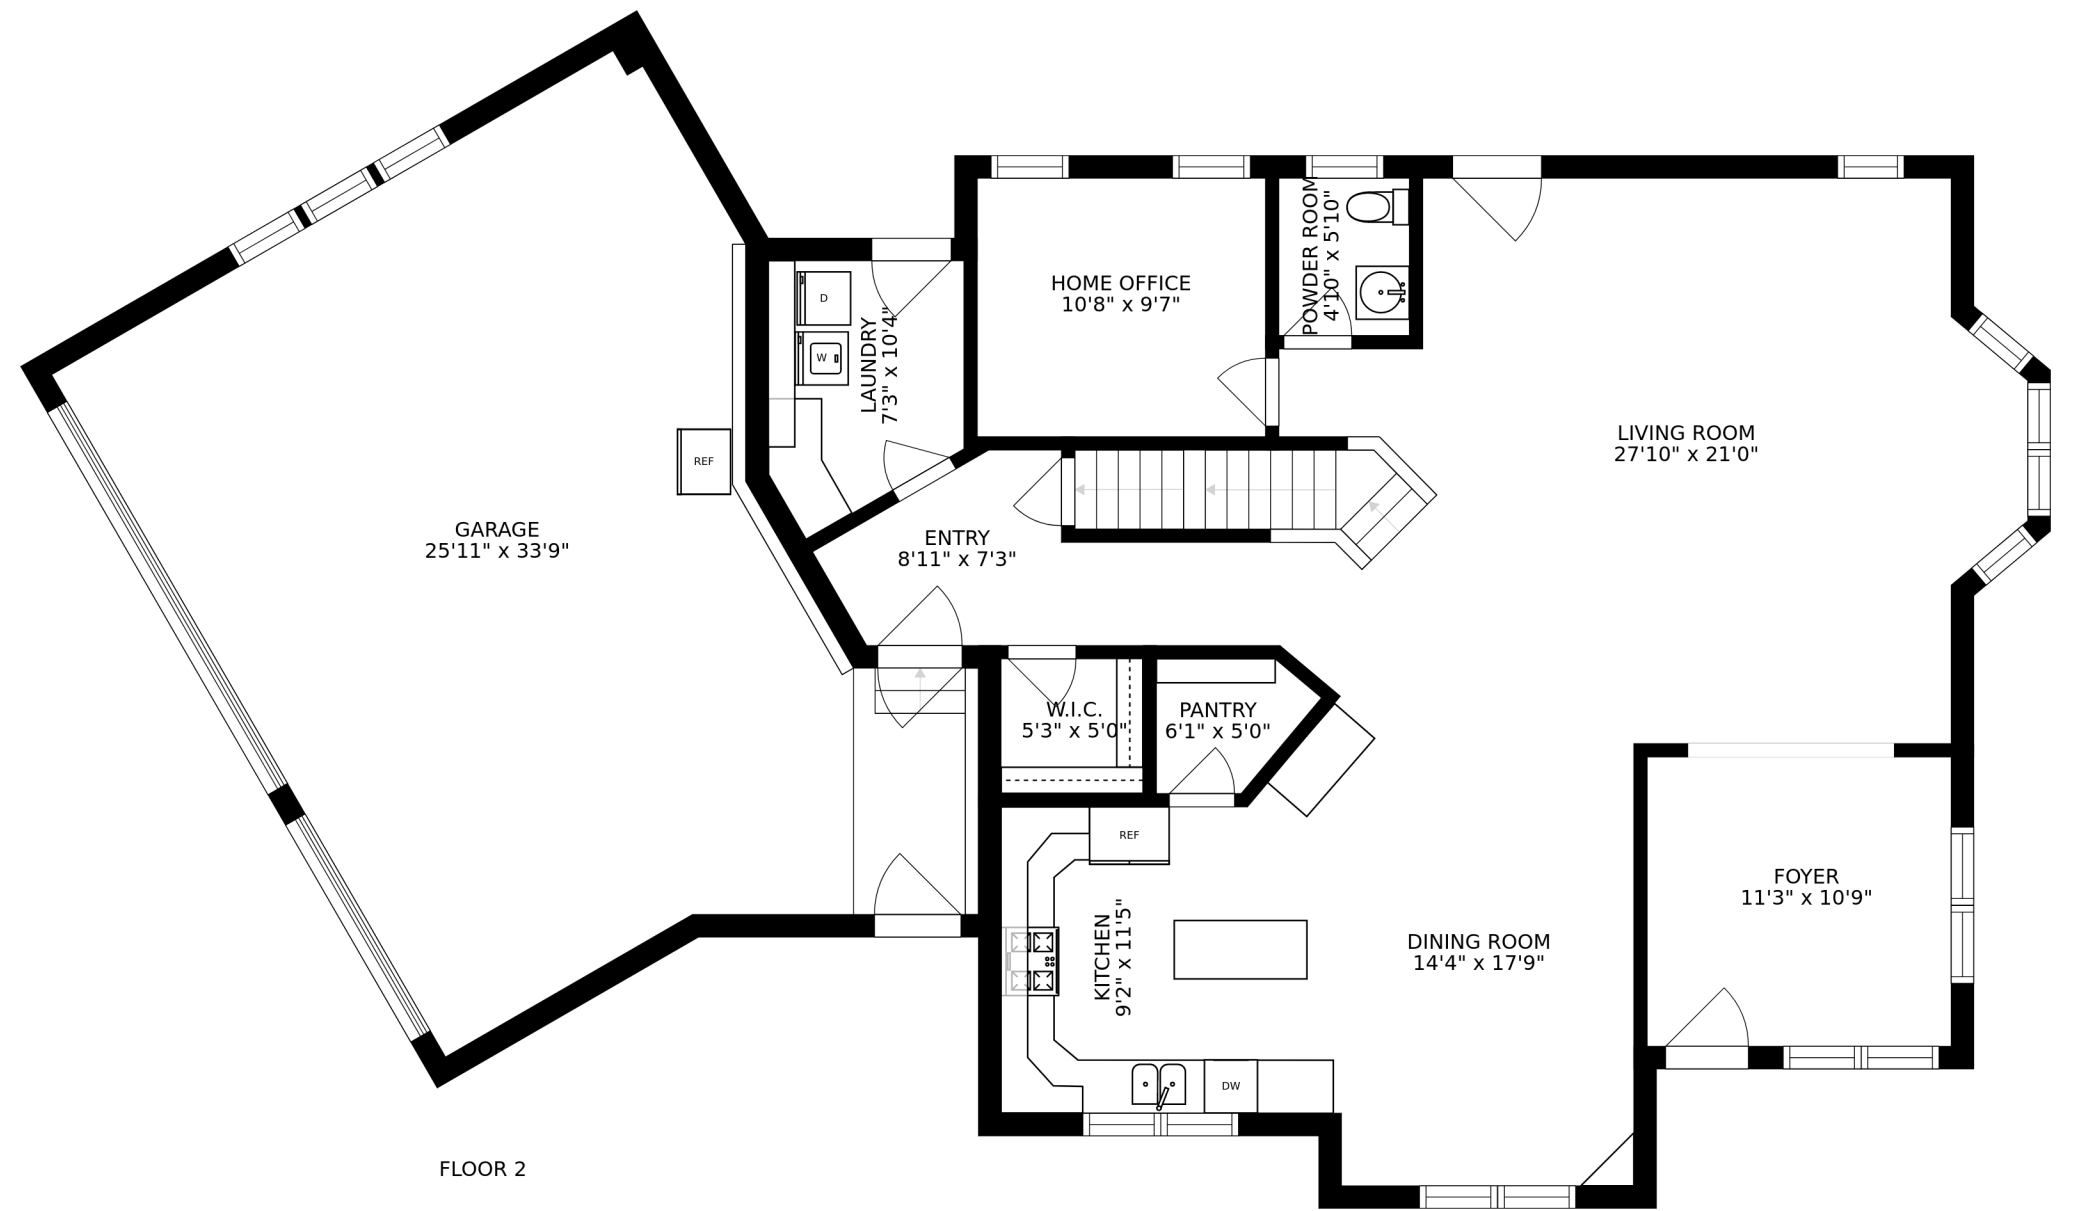 POWDER ROOM
4'10" x 5'10"
HOME OFFICE
10'8" x 9'7"
D
W
LAUNDRY
7'3" x 10'4"
LIVING ROOM
27'10" x 21'0"
REF
GARAGE
25'11" x 33'9"
ENTRY
8'11" x 7'3"
W.I.C.
5'3" x 5'0"
PANTRY
6'1" x 5'0"
REF
FOYER
11'3" x 10'9"
KITCHEN
9'2" x 11'5"
DINING ROOM
14'4" x 17'9"
DW
FLOOR 2